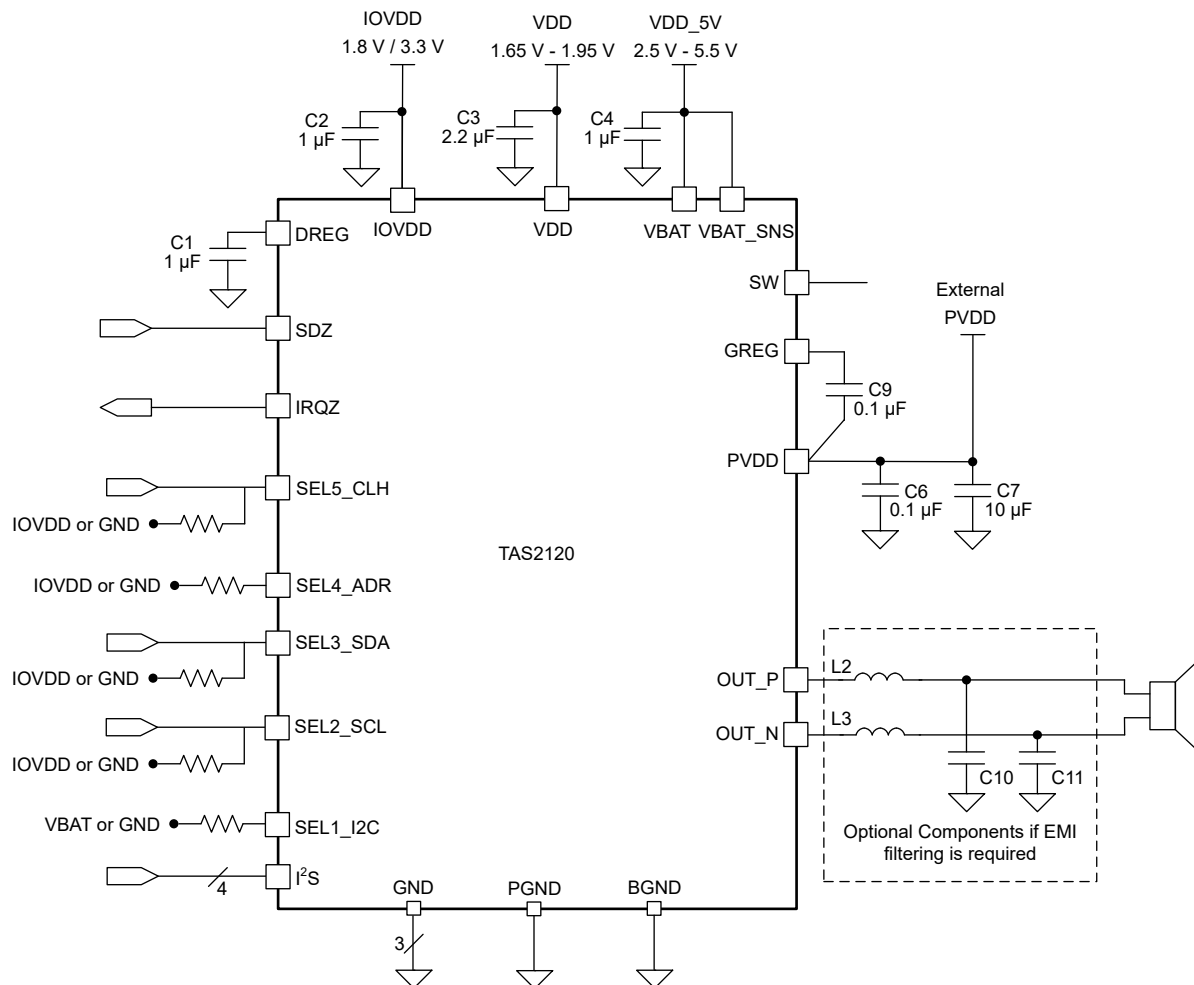 IOVDD
1.8 V / 3.3 V
VDD
1.65 V - 1.95 V
VDD_5V
2.5 V - 5.5 V
C2
1 µF
C3
2.2 µF
C4
1 µF
IOVDD
VDD
VBAT
VBAT_SNS
C1
1 µF
DREG
SDZ
IRQZ
SEL5_CLH
IOVDD or GND
IOVDD or GND
SEL4_ADR
SEL3_SDA
IOVDD or GND
SEL2_SCL
IOVDD or GND
VBAT or GND
SEL1_I2C
4
I²S
TAS2120
SW
GREG
External
PVDD
C9
0.1 µF
PVDD
C6
0.1 µF
C7
10 µF
OUT_P
L2
OUT_N
L3
C10
C11
Optional Components if EMI
filtering is required
GND
PGND
BGND
3